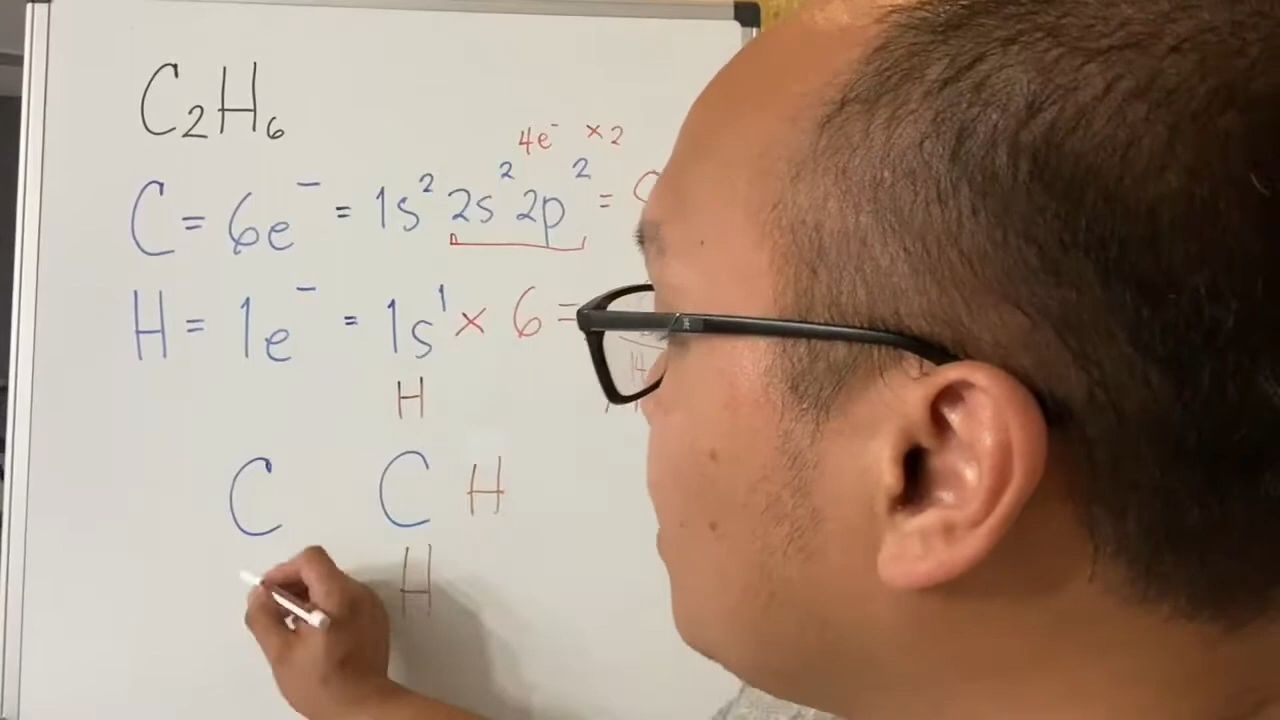 C₂H₆
4e⁻ ×2
C = 6e⁻ = 1s² 2s² 2p² =
H = 1e⁻ = 1s¹ × 6 =
H
C C H
H